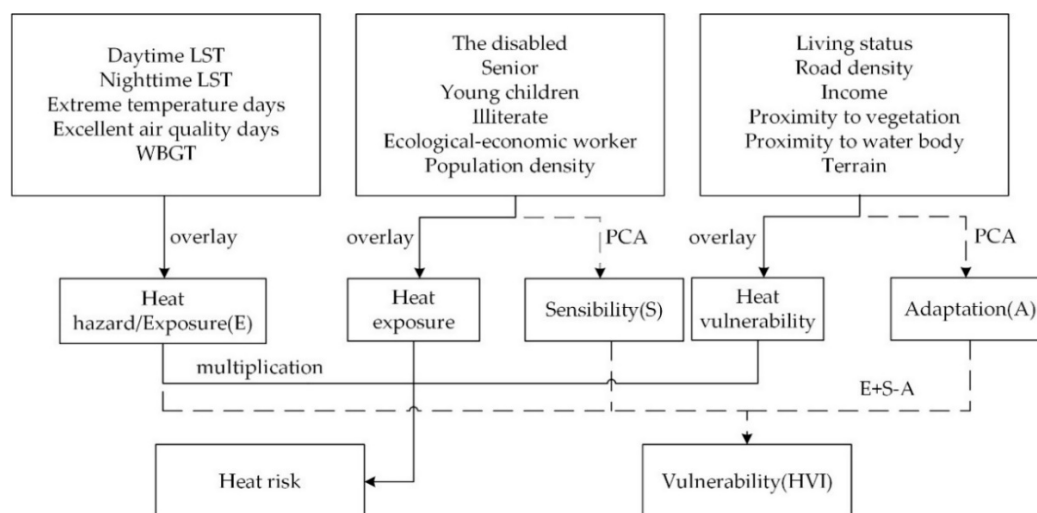 Daytime LST
Nighttime LST
Extreme temperature days
Excellent air quality days
WBGT
The disabled
Senior
Young children
Illiterate
Ecological-economic worker
Population density
Living status
Road density
Income
Proximity to vegetation
Proximity to water body
Terrain
overlay
overlay
PCA
overlay
PCA
Heat
hazard/Exposure(E)
Heat
exposure
Sensibility(S)
Heat
vulnerability
Adaptation(A)
multiplication
E+S-A
Heat risk
Vulnerability(HVI)